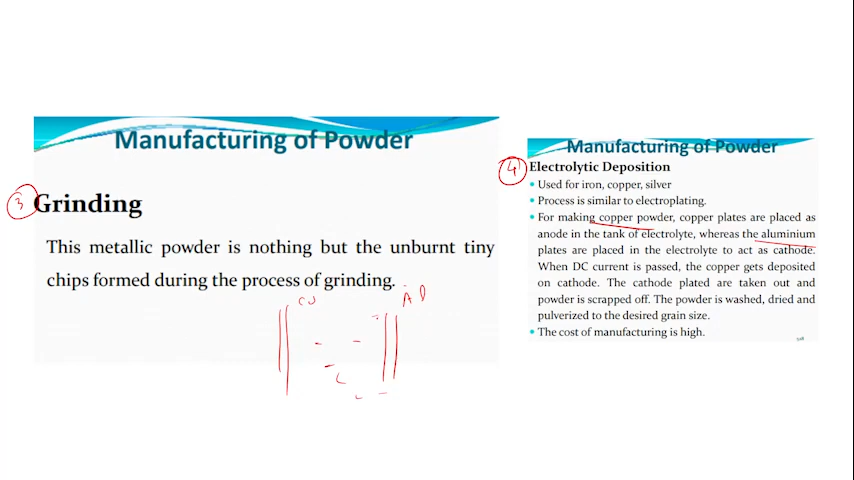 Manufacturing of Powder
3 Grinding
This metallic powder is nothing but the unburnt tiny
chips formed during the process of grinding.
Cu
Manufacturing of Powder
4 Electrolytic Deposition
• Used for iron, copper, silver
• Process is similar to electroplating.
• For making copper powder, copper plates are placed as
anode in the tank of electrolyte, whereas the aluminium
plates are placed in the electrolyte to act as cathode.
When DC current is passed, the copper gets deposited
on cathode. The cathode plated are taken out and
powder is scrapped off. The powder is washed, dried and
pulverized to the desired grain size.
• The cost of manufacturing is high.